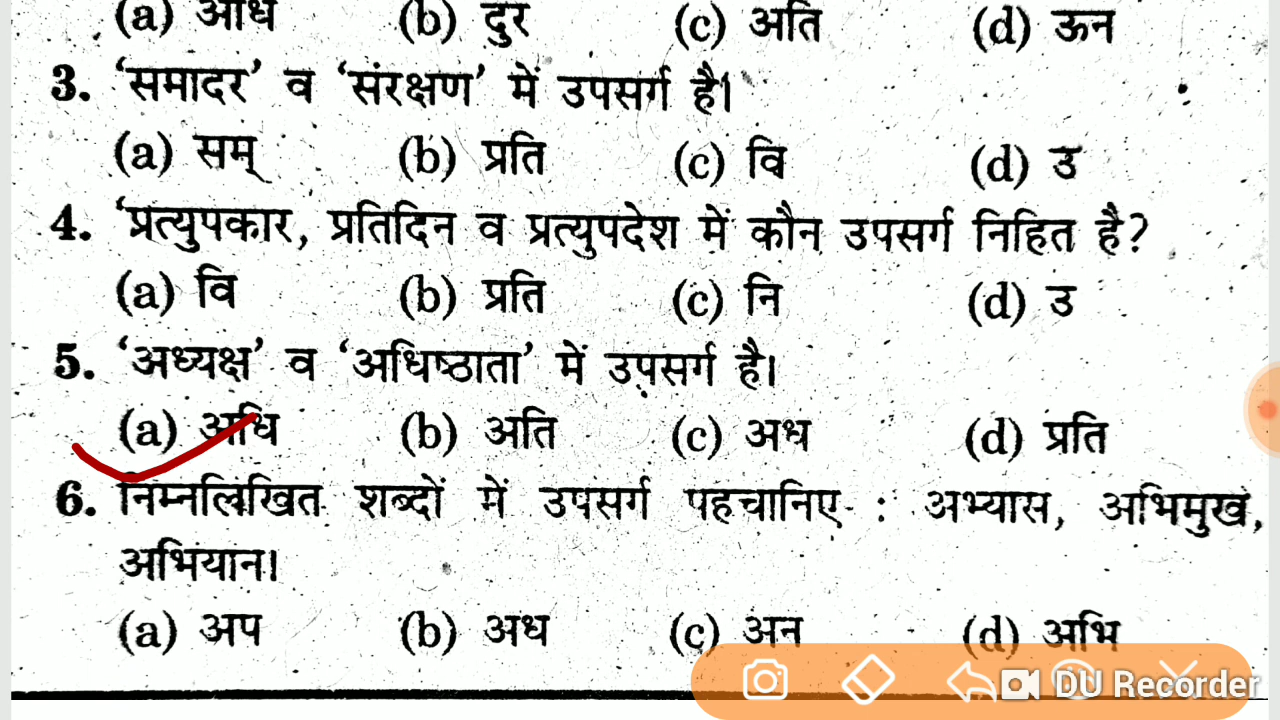 (a) अधि (b) दुर (c) अति (d) ऊन
3. ‘समादर’ व ‘संरक्षण’ में उपसर्ग है।
(a) सम् (b) प्रति (c) वि (d) उ
4. ‘प्रत्युपकार, प्रतिदिन व प्रत्युपदेश में कौन उपसर्ग निहित है?
(a) वि (b) प्रति (c) नि (d) उ
5. ‘अध्यक्ष’ व ‘अधिष्ठाता’ में उपसर्ग है।
(a) अधि (b) अति (c) अध (d) प्रति
6. निम्नलिखित शब्दों में उपसर्ग पहचानिए : अभ्यास, अभिमुख,
अभियान।
(a) अप (b) अध (c) अन (d) अभि
DU Recorder